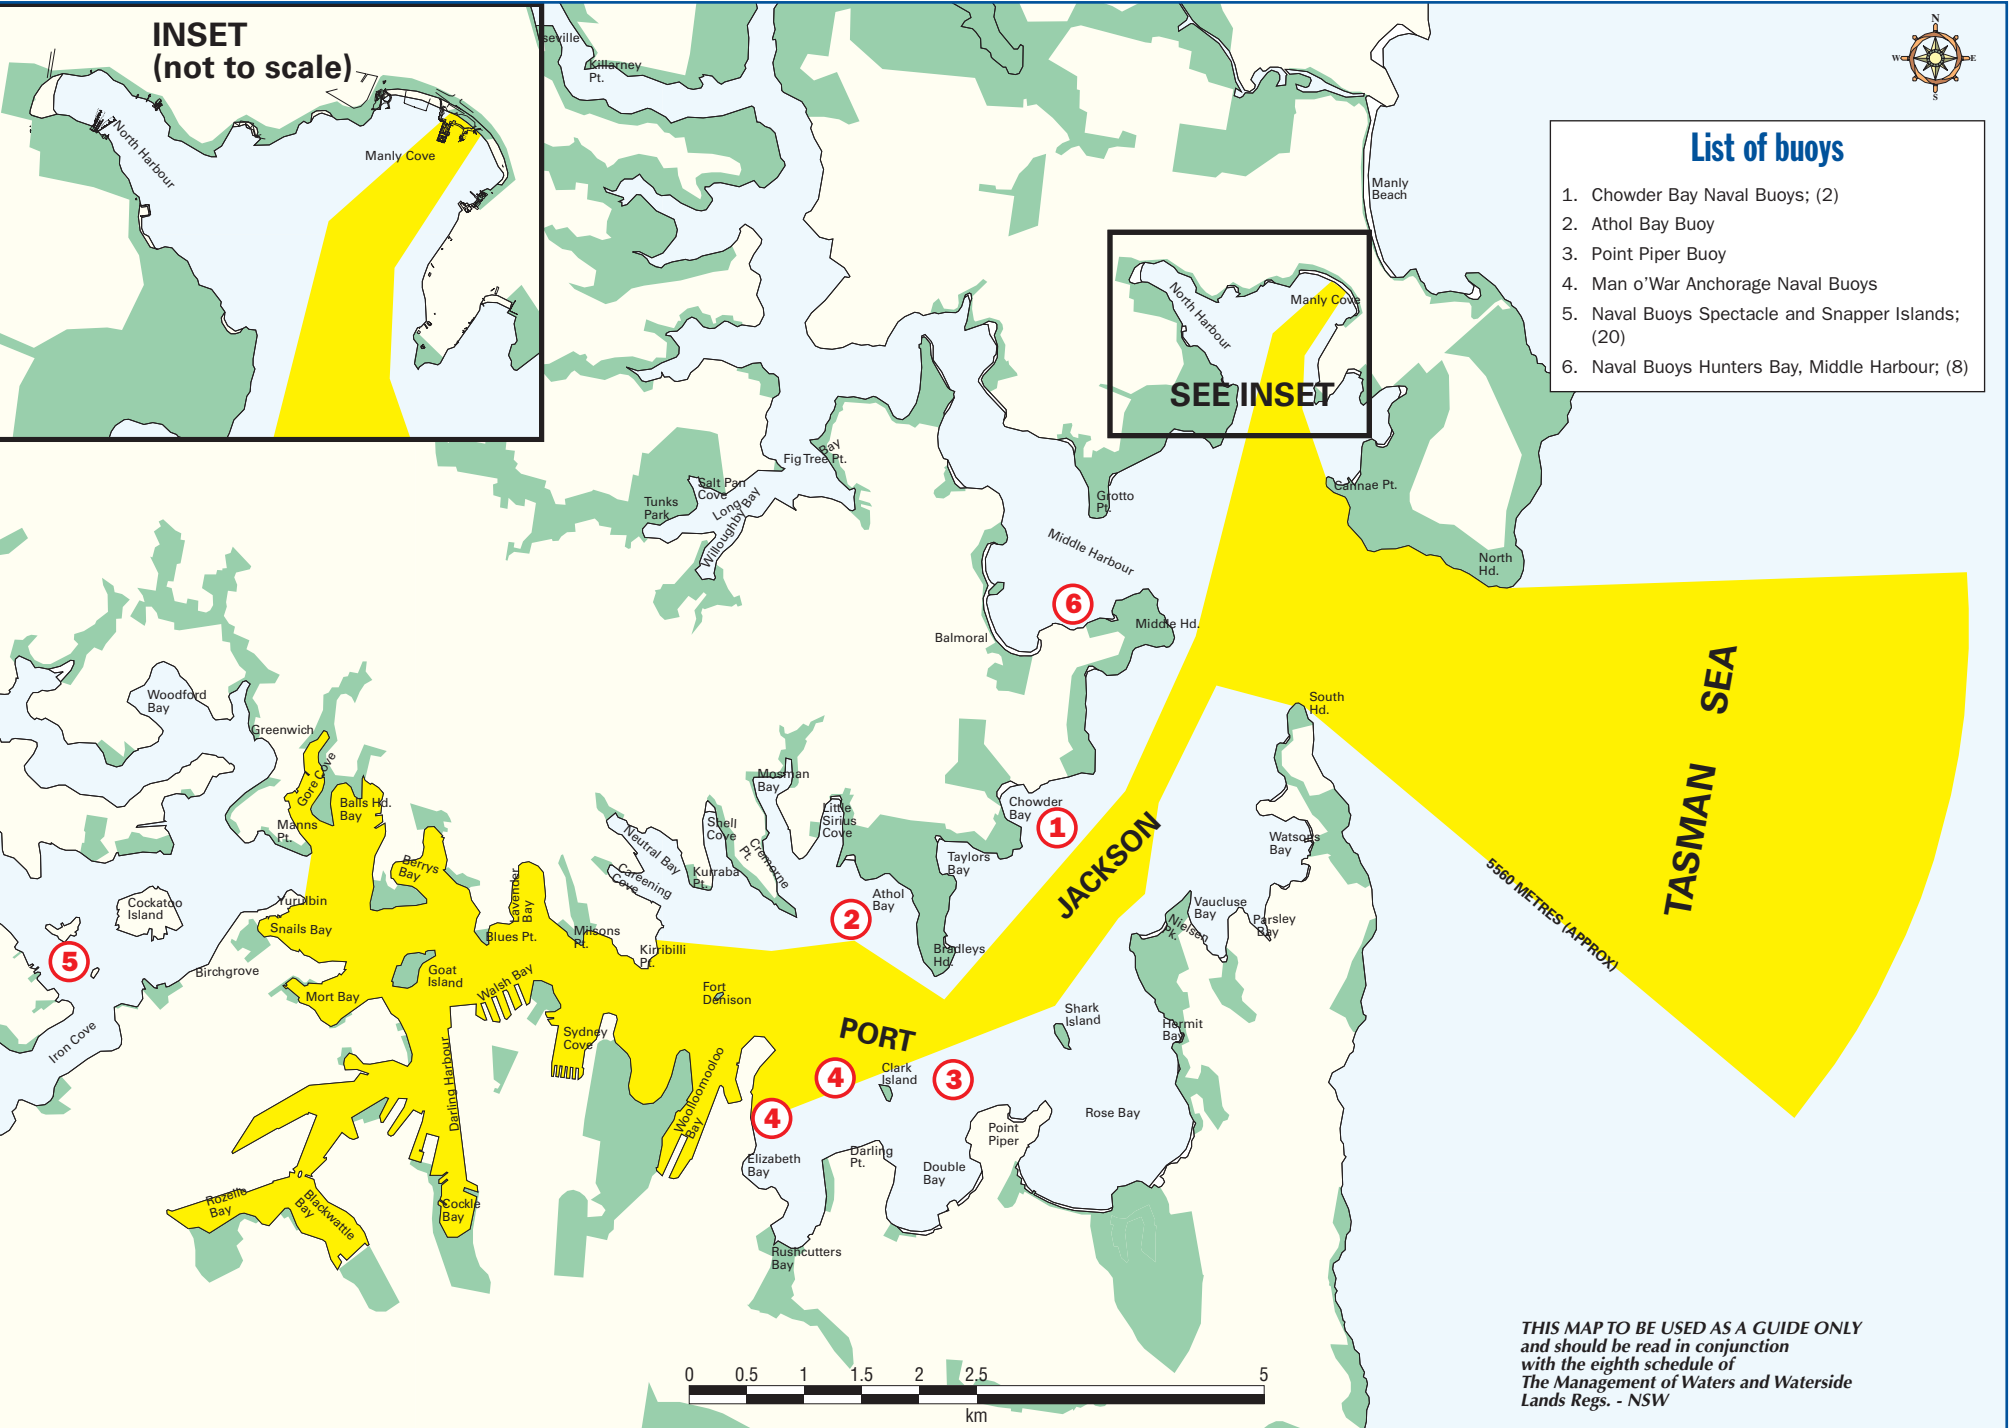 INSET
(not to scale)
North Harbour
Manly Cove
seville
Killarney
Pt.
N
W
E
S
List of buoys
1. Chowder Bay Naval Buoys; (2)
2. Athol Bay Buoy
3. Point Piper Buoy
4. Man o'War Anchorage Naval Buoys
5. Naval Buoys Spectacle and Snapper Islands;
(20)
6. Naval Buoys Hunters Bay, Middle Harbour; (8)
Manly
Beach
North Harbour
Manly Cove
SEE INSET
Bay
Fig Tree Pt.
Salt Pan
Cove
Tunks
Park
Long
Willoughby Bay
Grotto
Pt.
Cannae Pt.
Middle Harbour
North
Hd.
6
Middle Hd.
Balmoral
South
Hd.
TASMAN SEA
5560 METRES (APPROX)
Woodford
Bay
Greenwich
Gore Cove
Balls Hd.
Bay
Manns
Pt.
Berrys
Bay
Mosman
Bay
Little
Sirius
Cove
Shell
Cove
Cremorne
Pt.
Neutral Bay
Careening
Cove
Kurraba
Pt.
Chowder
Bay
1
Taylors
Bay
Athol
Bay
2
Bradleys
Hd.
JACKSON
Watsons
Bay
Vaucluse
Bay
Parsley
Bay
Nielsen
Pk.
Cockatoo
Island
Yurulbin
Snails Bay
5
Birchgrove
Iron Cove
Mort Bay
Goat
Island
Lavender
Bay
Blues Pt.
Milsons
Pt.
Kirribilli
Pt.
Walsh Bay
Sydney
Cove
Fort
Denison
PORT
Shark
Island
Hermit
Bay
4
Clark
Island
3
4
Darling Harbour
Woolloomooloo
Bay
Elizabeth
Bay
Darling
Pt.
Double
Bay
Point
Piper
Rose Bay
Rozelle
Bay
Blackwattle
Bay
Cockle
Bay
Rushcutters
Bay
0 0.5 1 1.5 2 2.5 5
km
THIS MAP TO BE USED AS A GUIDE ONLY
and should be read in conjunction
with the eighth schedule of
The Management of Waters and Waterside
Lands Regs. - NSW